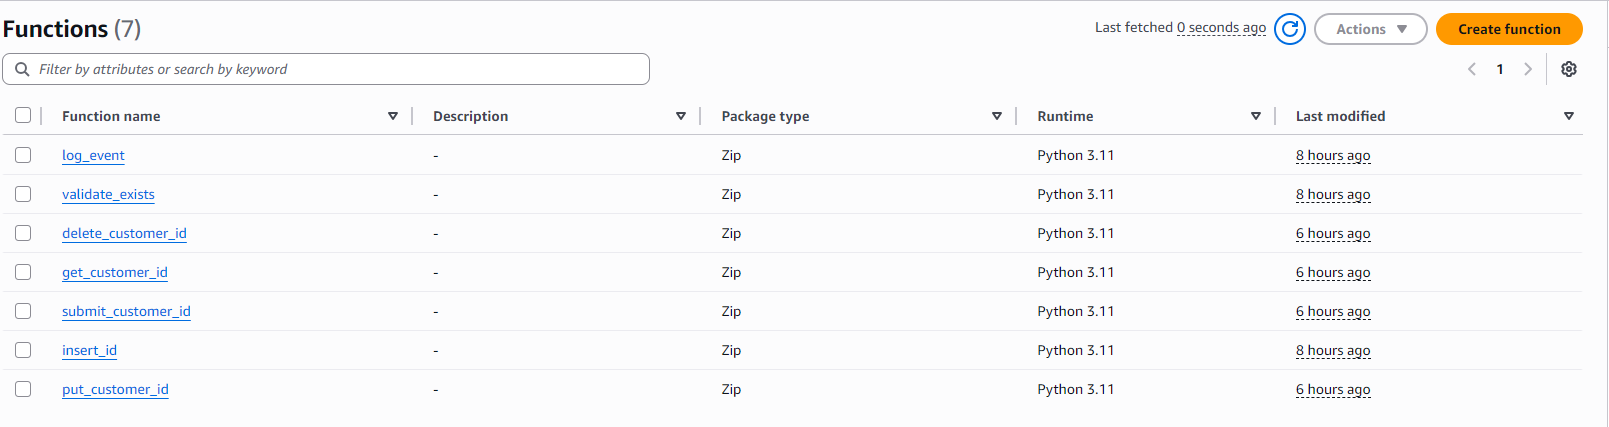 Functions (7)
Last fetched 0 seconds ago Actions Create function
Filter by attributes or search by keyword 1
Function name Description Package type Runtime Last modified
log_event - Zip Python 3.11 8 hours ago
validate_exists - Zip Python 3.11 8 hours ago
delete_customer_id - Zip Python 3.11 6 hours ago
get_customer_id - Zip Python 3.11 6 hours ago
submit_customer_id - Zip Python 3.11 6 hours ago
insert_id - Zip Python 3.11 8 hours ago
put_customer_id - Zip Python 3.11 6 hours ago